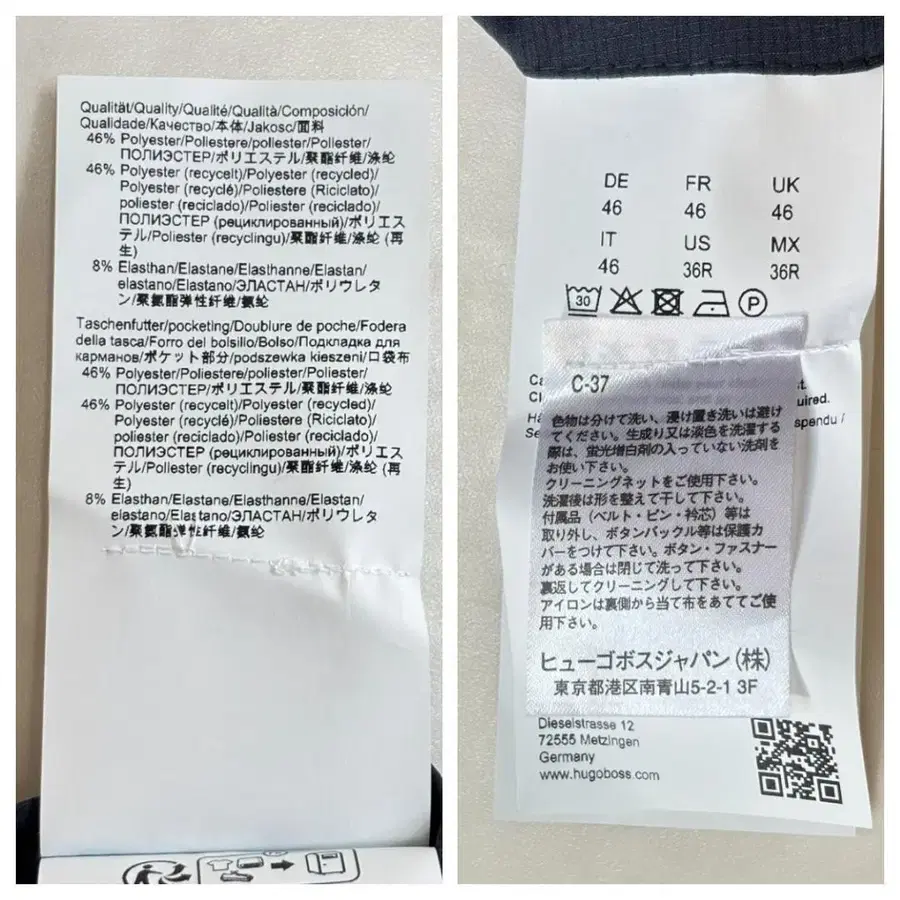 Qualität/Quality/Qualité/Qualità/Composición/
Qualidade/Качество/本体/Jakosc/面料
46% Polyester/Poliestere/poliester/Poliester/
ПОЛИЭСТЕР/ポリエステル/聚酯纤维/涤纶
46% Polyester (recycelt)/Polyester (recycled)/
Polyester (recyclé)/Poliestere (Riciclato)/
poliester (reciclado)/Poliester (reciclado)/
ПОЛИЭСТЕР (рециклированный)/ポリエス
テル/Poliester (recyclingu)/聚酯纤维/涤纶 (再
生)
8% Elasthan/Elastane/Elasthanne/Elastan/
elastano/Elastano/ЭЛАСТАН/ポリウレタ
ン/聚氨酯弹性纤维/氨纶
Taschenfutter/pocketing/Doublure de poche/Fodera
della tasca/Forro del bolsillo/Bolso/Подкладка для
карманов/ポケット部分/podszewka kieszeni/口袋布
46% Polyester/Poliestere/poliester/Poliester/
ПОЛИЭСТЕР/ポリエステル/聚酯纤维/涤纶
46% Polyester (recycelt)/Polyester (recycled)/
Polyester (recyclé)/Poliestere (Riciclato)/
poliester (reciclado)/Poliester (reciclado)/
ПОЛИЭСТЕР (рециклированный)/ポリエス
テル/Poliester (recyclingu)/聚酯纤维/涤纶 (再
生)
8% Elasthan/Elastane/Elasthanne/Elastan/
elastano/Elastano/ЭЛАСТАН/ポリウレタ
ン/聚氨酯弹性纤维/氨纶
DE FR UK
46 46 46
IT US MX
46 36R 36R
30 P
C-37
uired.
spendu /
色物は分けて洗い、浸け置き洗いは避け
てください。生成り又は淡色を洗濯する
際は、蛍光増白剤の入っていない洗剤を
お使い下さい。
クリーニングネットをご使用下さい。
洗濯後は形を整えて干して下さい。
付属品（ベルト・ピン・衿芯）等は
取り外し、ボタンバックル等は保護カ
バーをつけて下さい。ボタン・ファスナー
がある場合は閉じて洗って下さい。
裏返してクリーニングして下さい。
アイロンは裏側から当て布をあててご使
用下さい。
ヒューゴボスジャパン(株)
東京都港区南青山5-2-1 3F
Dieselstrasse 12
72555 Metzingen
Germany
www.hugoboss.com